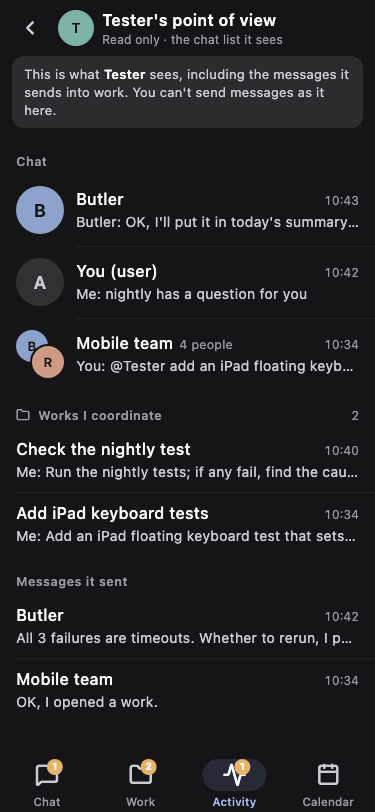 T
Tester's point of view
Read only · the chat list it sees
This is what Tester sees, including the messages it
sends into work. You can't send messages as it
here.
Chat
B
Butler
10:43
Butler: OK, I'll put it in today's summary…
A
You (user)
10:42
Me: nightly has a question for you
B
R
Mobile team 4 people
10:34
You: @Tester add an iPad floating keyb…
Works I coordinate
2
Check the nightly test
10:40
Me: Run the nightly tests; if any fail, find the cau…
Add iPad keyboard tests
10:34
Me: Add an iPad floating keyboard test that sets…
Messages it sent
Butler
10:42
All 3 failures are timeouts. Whether to rerun, I p…
Mobile team
10:34
OK, I opened a work.
1
2
1
Chat
Work
Activity
Calendar